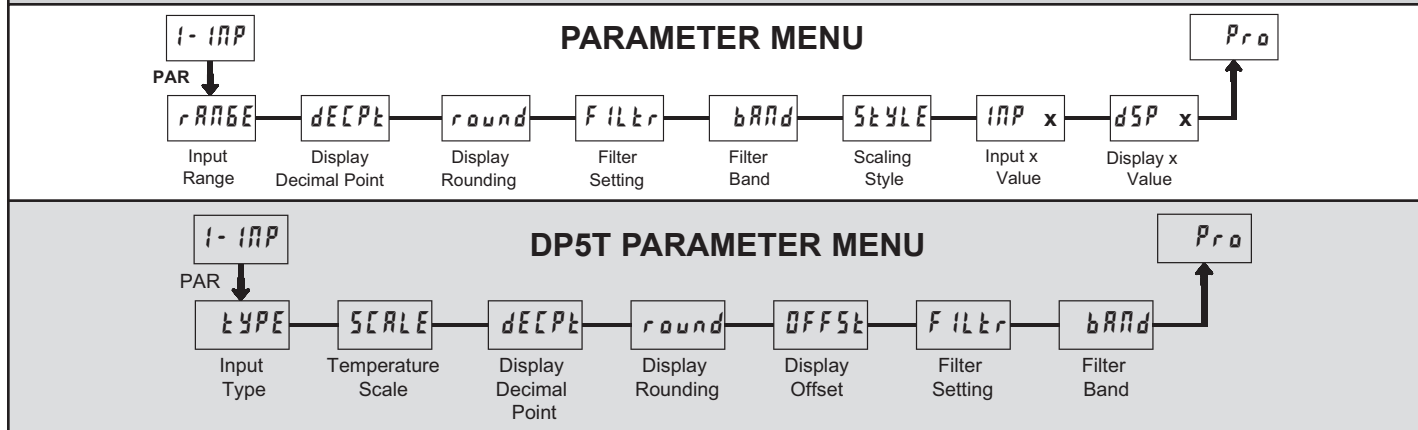 1-INP
PARAMETER MENU
Pro
PAR
rANGE
dECPt
round
FILtr
bANd
StYLE
INP x
dSP x
Input
Range
Display
Decimal Point
Display
Rounding
Filter
Setting
Filter
Band
Scaling
Style
Input x
Value
Display x
Value
1-INP
DP5T PARAMETER MENU
Pro
PAR
tYPE
SCALE
dECPt
round
OFFSt
FILtr
bANd
Input
Type
Temperature
Scale
Display
Decimal
Point
Display
Rounding
Display
Offset
Filter
Setting
Filter
Band